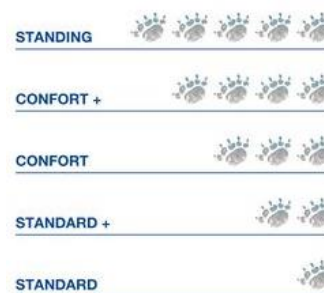 STANDING
CONFORT +
CONFORT
STANDARD +
STANDARD